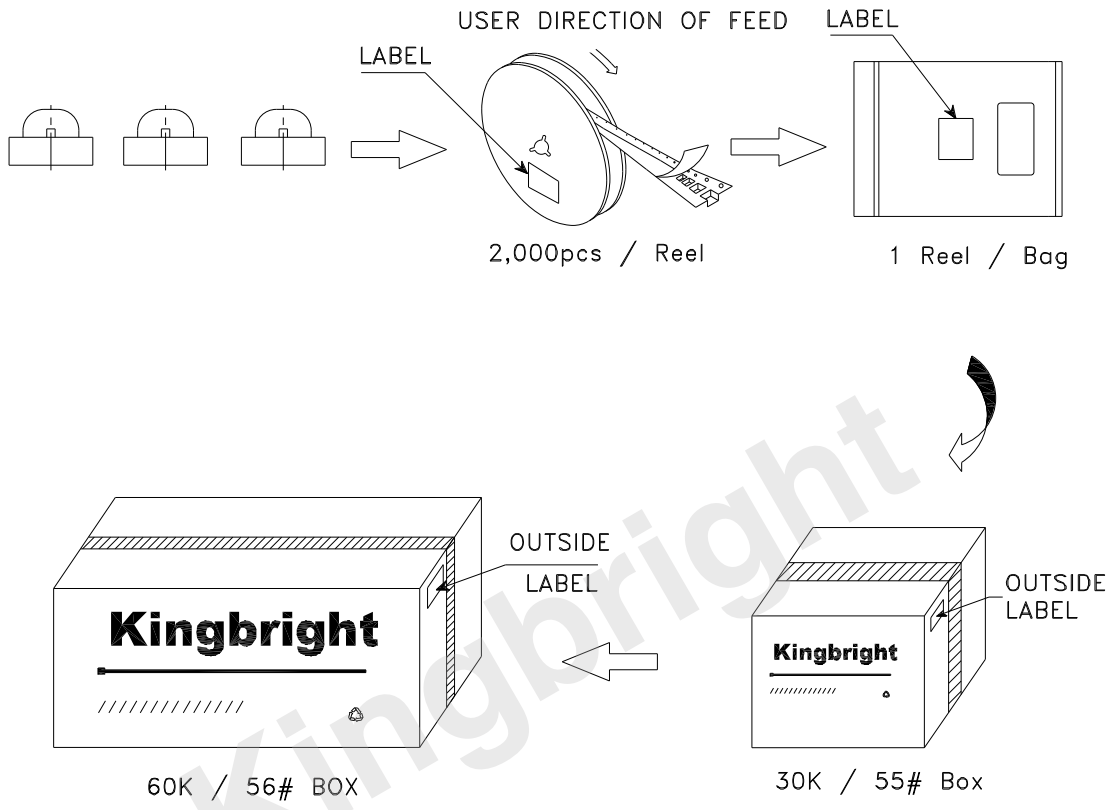 USER DIRECTION OF FEED
LABEL
LABEL
2,000pcs / Reel
1 Reel / Bag
OUTSIDE
LABEL
Kingbright
60K / 56# BOX
OUTSIDE
LABEL
Kingbright
30K / 55# Box
Kingbright